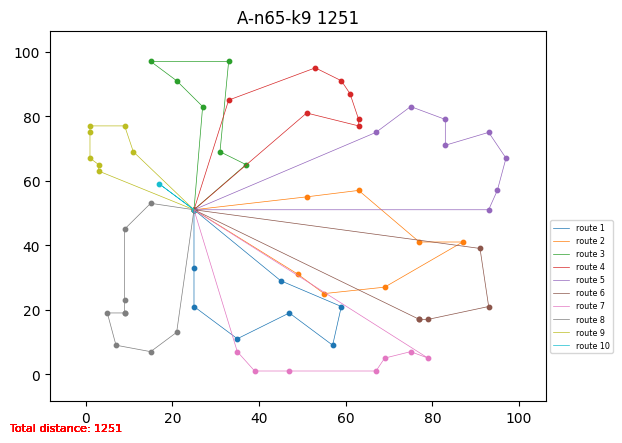 A-n65-k9 1251
100
80
60
40
20
0
0 20 40 60 80 100
route 1
route 2
route 3
route 4
route 5
route 6
route 7
route 8
route 9
route 10
Total distance: 1251